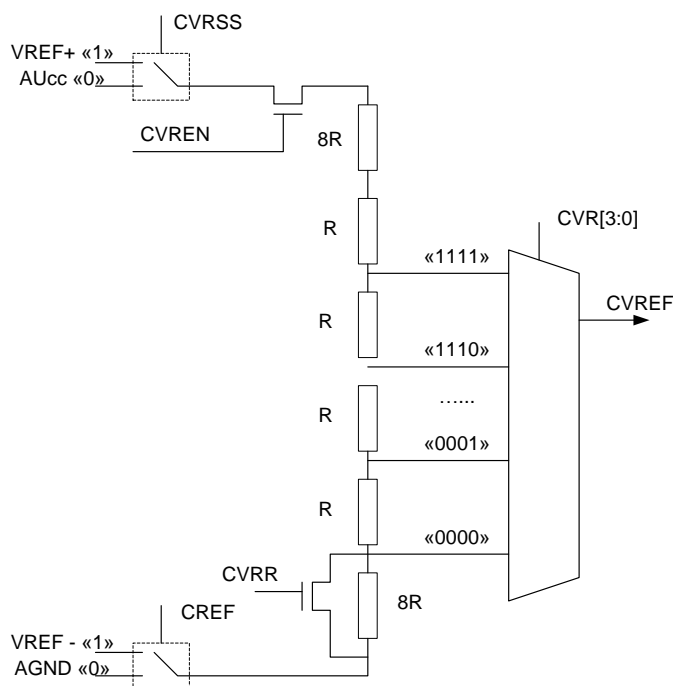 CVRSS
VREF+ «1»
AUcc «0»
CVREN
8R
R
CVR[3:0]
«1111»
CVREF
R
«1110»
…...
R
«0001»
R
«0000»
CVRR
8R
CREF
VREF - «1»
AGND «0»